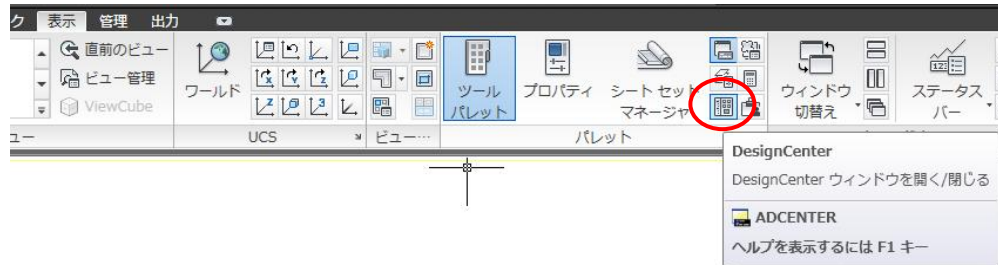 ク 表示 管理 出力
直前のビュー
ビュー管理
ViewCube
ワールド
ツール
パレット
プロパティ
シート セット
マネージャ
ウィンドウ
切替え
ステータス
バー
ュー
UCS
ビュー…
パレット
DesignCenter
DesignCenter ウィンドウを開く/閉じる
ADCENTER
ヘルプを表示するには F1 キー